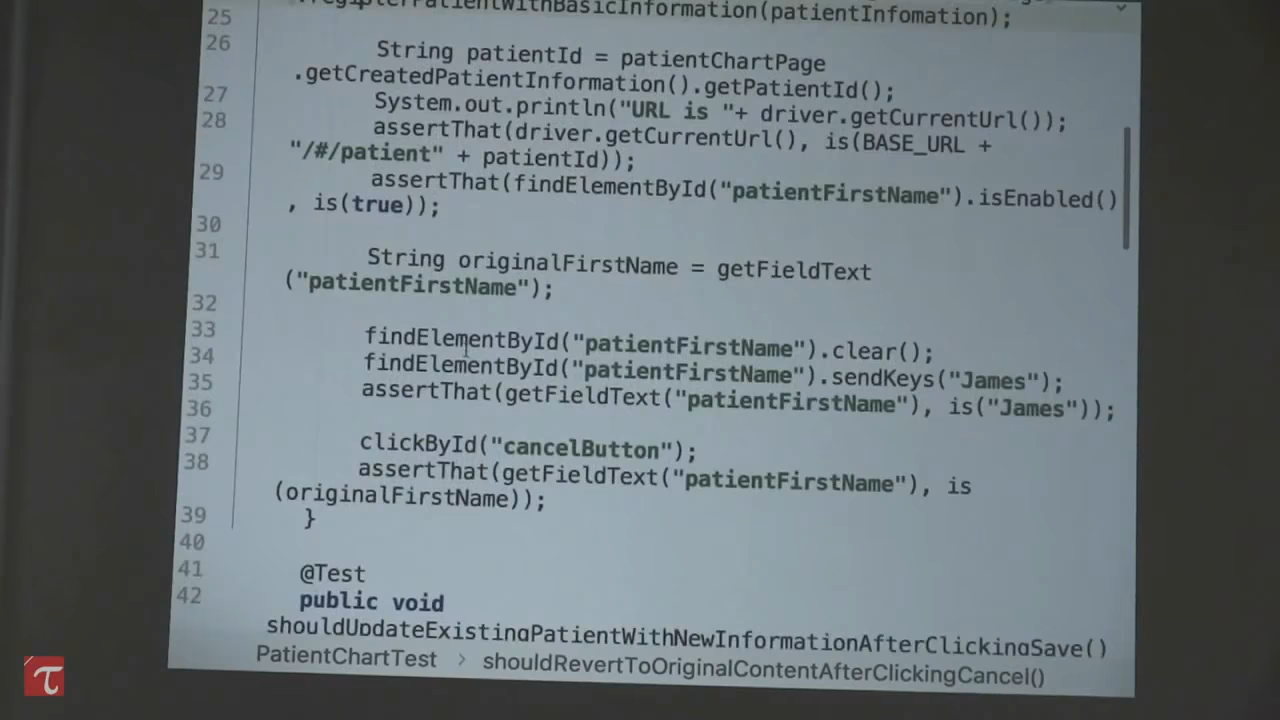 25 .registerPatientWithBasicInformation(patientInfomation);
26
String patientId = patientChartPage
.getCreatedPatientInformation().getPatientId();
27 System.out.println("URL is "+ driver.getCurrentUrl());
28 assertThat(driver.getCurrentUrl(), is(BASE_URL +
"/#/patient" + patientId));
29 assertThat(findElementById("patientFirstName").isEnabled()
, is(true));
30
31 String originalFirstName = getFieldText
("patientFirstName");
32
33 findElementById("patientFirstName").clear();
34 findElementById("patientFirstName").sendKeys("James");
35 assertThat(getFieldText("patientFirstName"), is("James"));
36
37 clickById("cancelButton");
38 assertThat(getFieldText("patientFirstName"), is
(originalFirstName));
39 }
40
41 @Test
42 public void
shouldUpdateExistingPatientWithNewInformationAfterClickingSave()
PatientChartTest > shouldRevertToOriginalContentAfterClickingCancel()
τ